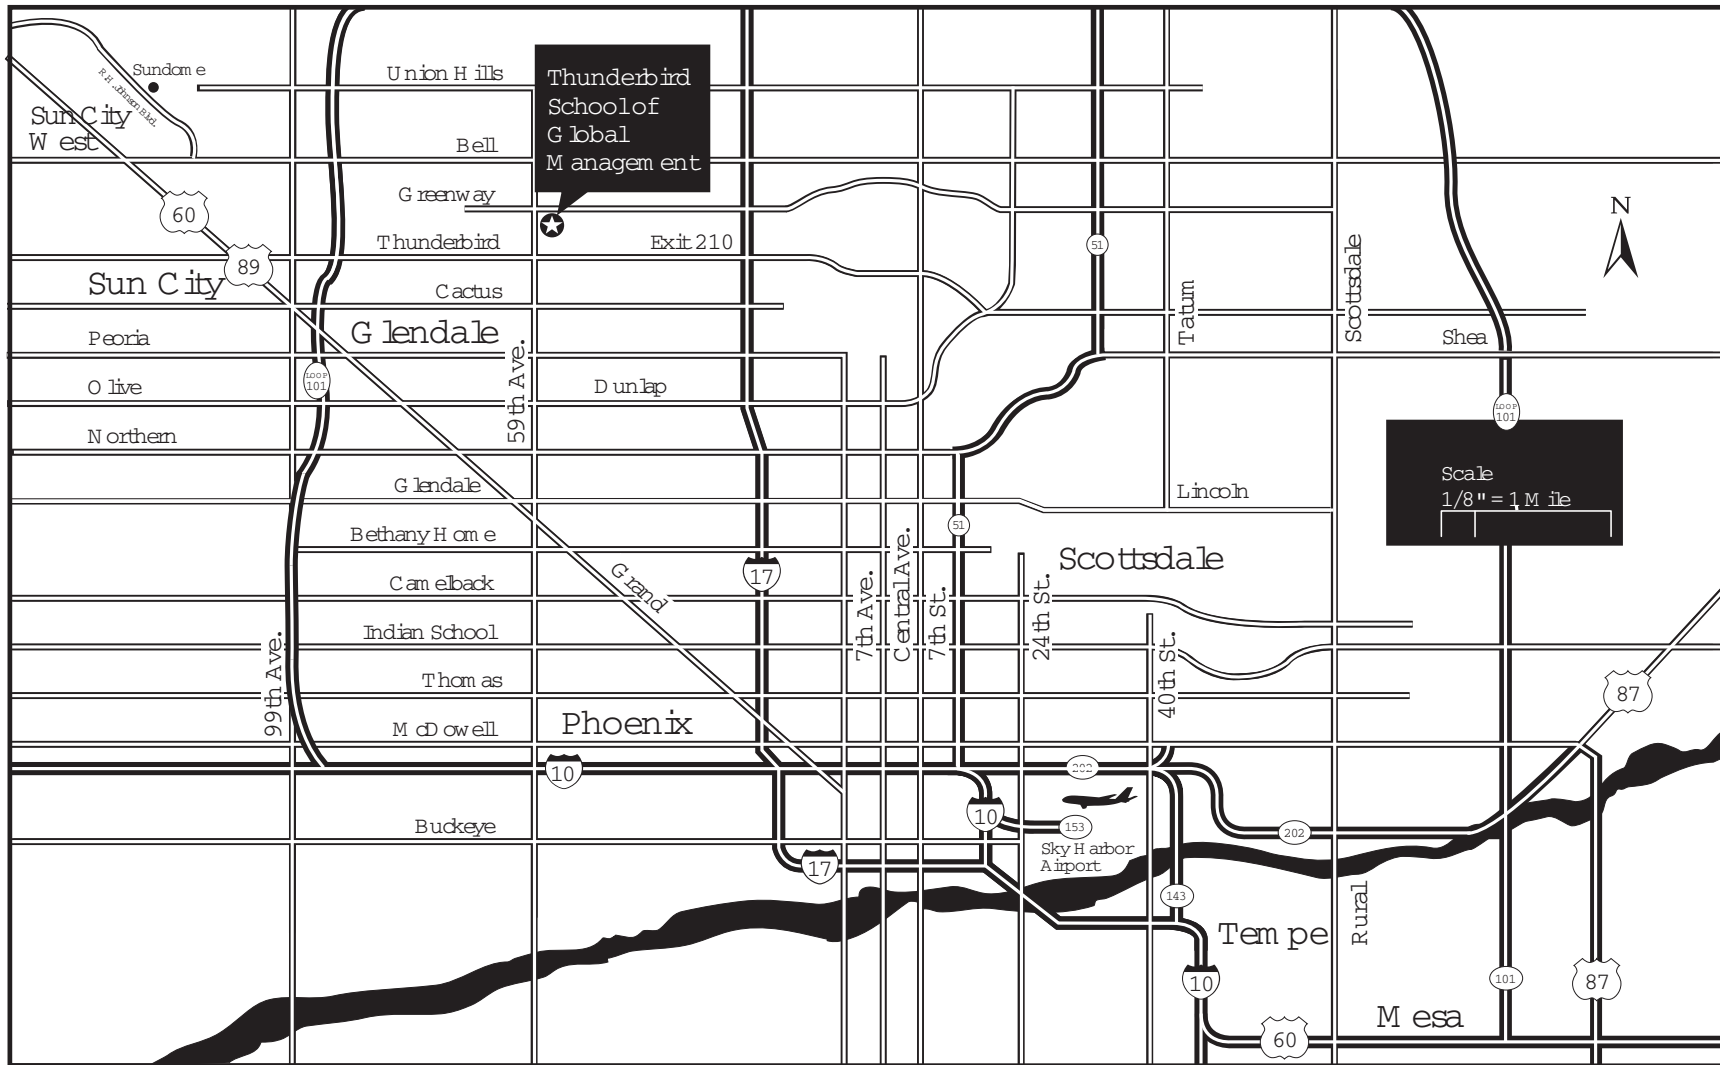 Sundome
R.H. Johnson Blvd.
Sun City
West
Union Hills
Thunderbird
School of
Global
Management
Bell
Greenway
60
N
Thunderbird
Exit 210
51
89
Sun City
Cactus
Scottsdale
Tatum
Peoria
Glendale
Shea
59th Ave.
LOOP
101
Olive
Dunlap
LOOP
101
Northern
Scale
1/8" = 1 Mile
Glendale
Lincoln
Bethany Home
51
Scottsdale
Camelback
Grand
17
7th Ave.
Central Ave.
7th St.
24th St.
Indian School
99th Ave.
40th St.
Thomas
87
McDowell
Phoenix
10
202
10
153
202
Buckeye
Sky Harbor
Airport
17
143
Rural
Tempe
10
101
87
Mesa
60